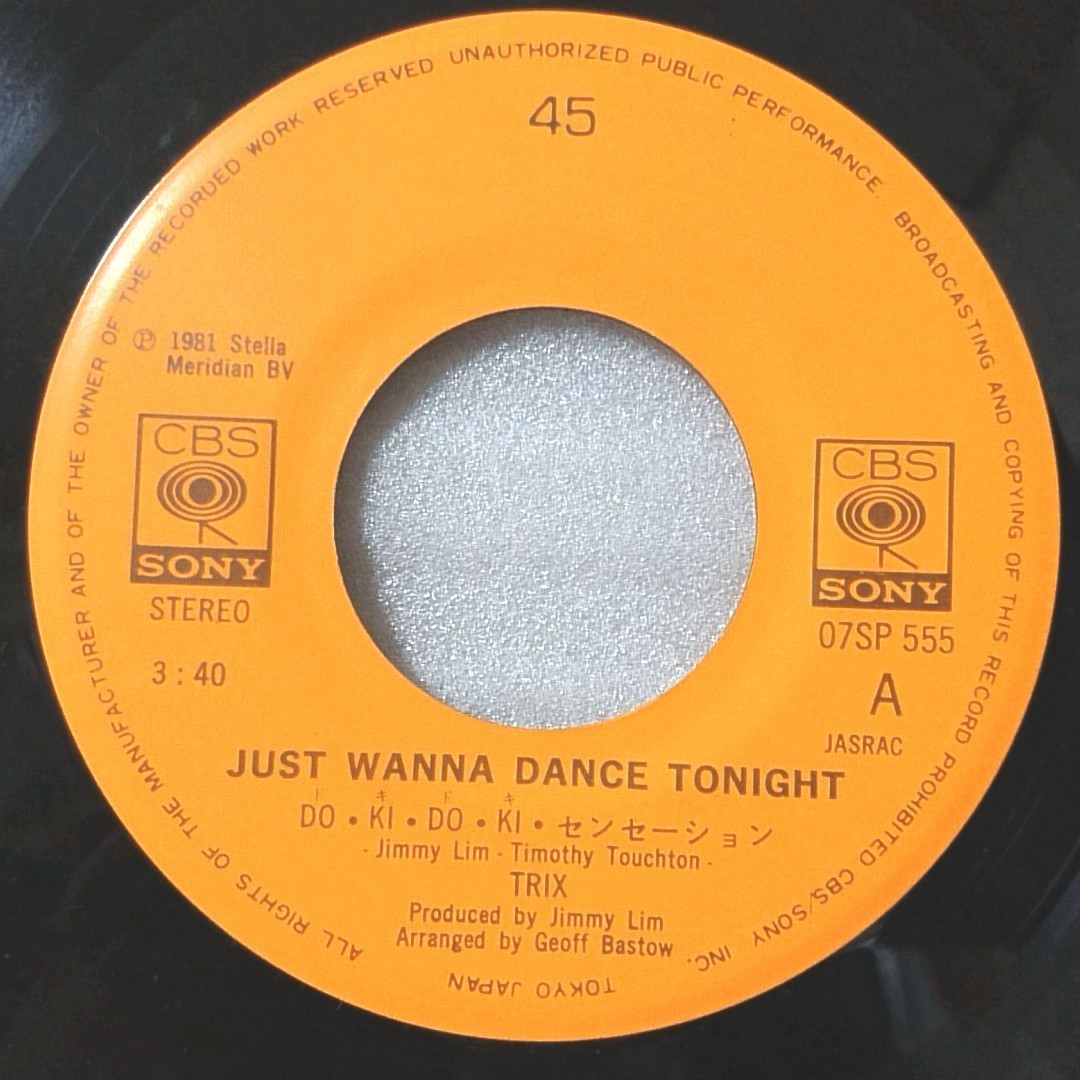 ALL RIGHTS OF THE MANUFACTURER AND OF THE OWNER OF THE RECORDED WORK RESERVED UNAUTHORIZED PUBLIC PERFORMANCE. BROADCASTING AND COPYING OF THIS RECORD PROHIBITED CBS/SONY INC.
TOKYO JAPAN
45
Ⓟ 1981 Stella
Meridian BV
CBS
SONY
STEREO
3:40
CBS
SONY
07SP 555
A
JASRAC
JUST WANNA DANCE TONIGHT
ド キ ド キ
DO・KI・DO・KI・センセーション
- Jimmy Lim - Timothy Touchton -
TRIX
Produced by Jimmy Lim
Arranged by Geoff Bastow